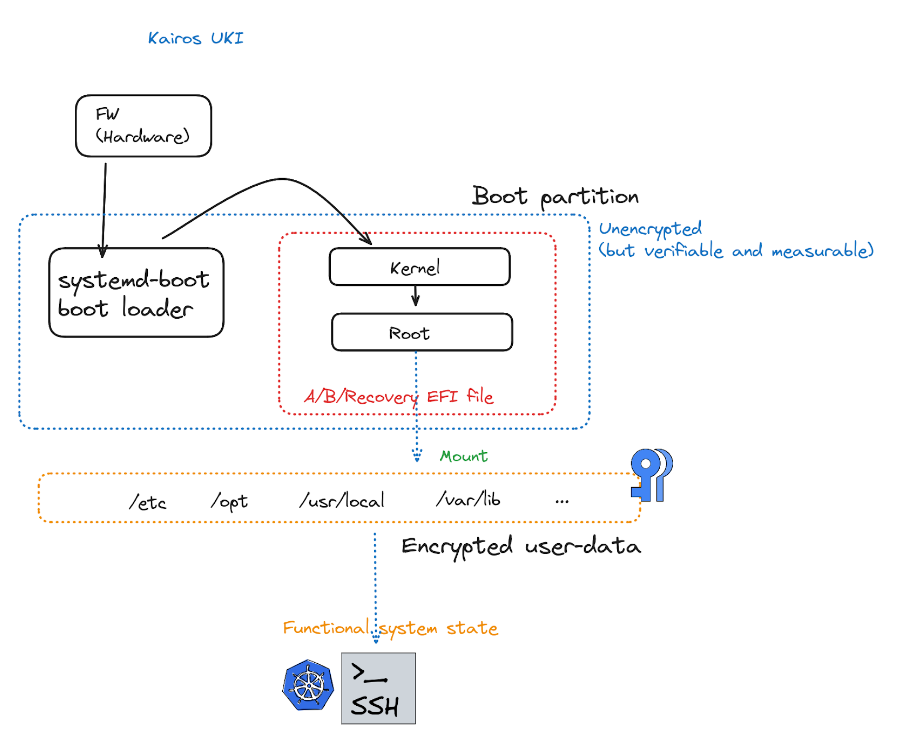 Kairos UKI
FW
(Hardware)
Boot partition
Unencrypted
(but verifiable and measurable)
systemd-boot
boot loader
Kernel
Root
A/B/Recovery EFI file
Mount
/etc /opt /usr/local /var/lib ...
Encrypted user-data
Functional system state
>_
SSH